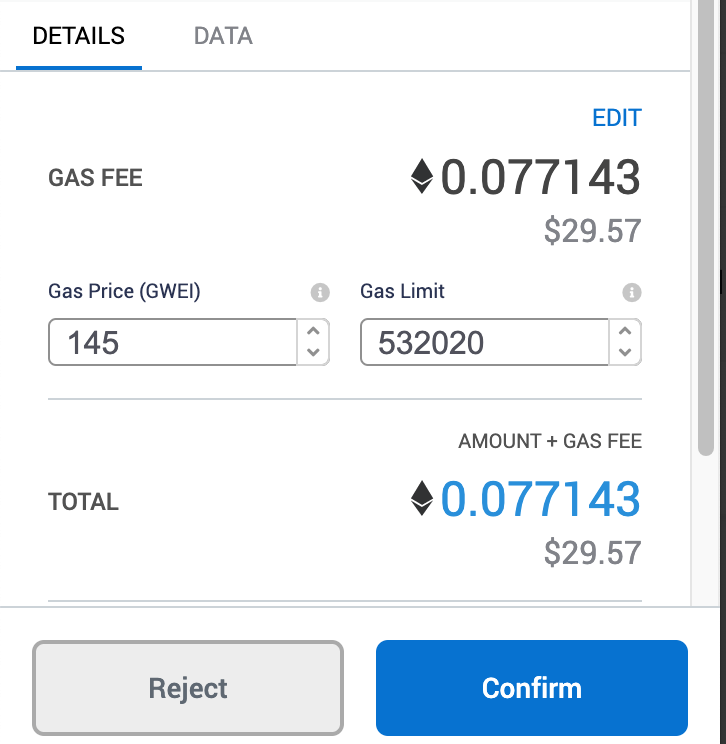 DETAILS DATA
EDIT
GAS FEE 0.077143
$29.57
Gas Price (GWEI) Gas Limit
145 532020
AMOUNT + GAS FEE
TOTAL 0.077143
$29.57
Reject Confirm